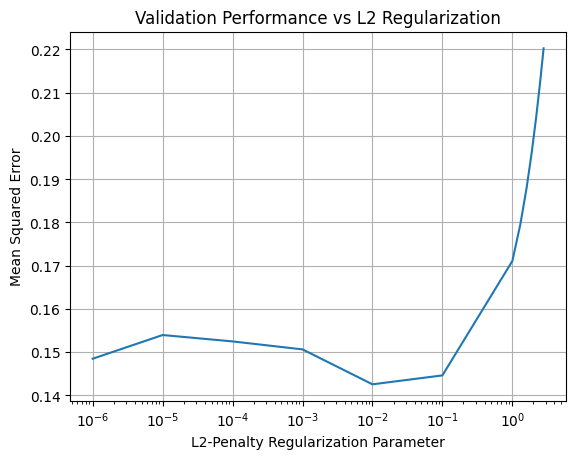 Validation Performance vs L2 Regularization
0.22
0.21
0.20
0.19
0.18
0.17
0.16
0.15
0.14
Mean Squared Error
10⁻⁶ 10⁻⁵ 10⁻⁴ 10⁻³ 10⁻² 10⁻¹ 10⁰
L2-Penalty Regularization Parameter